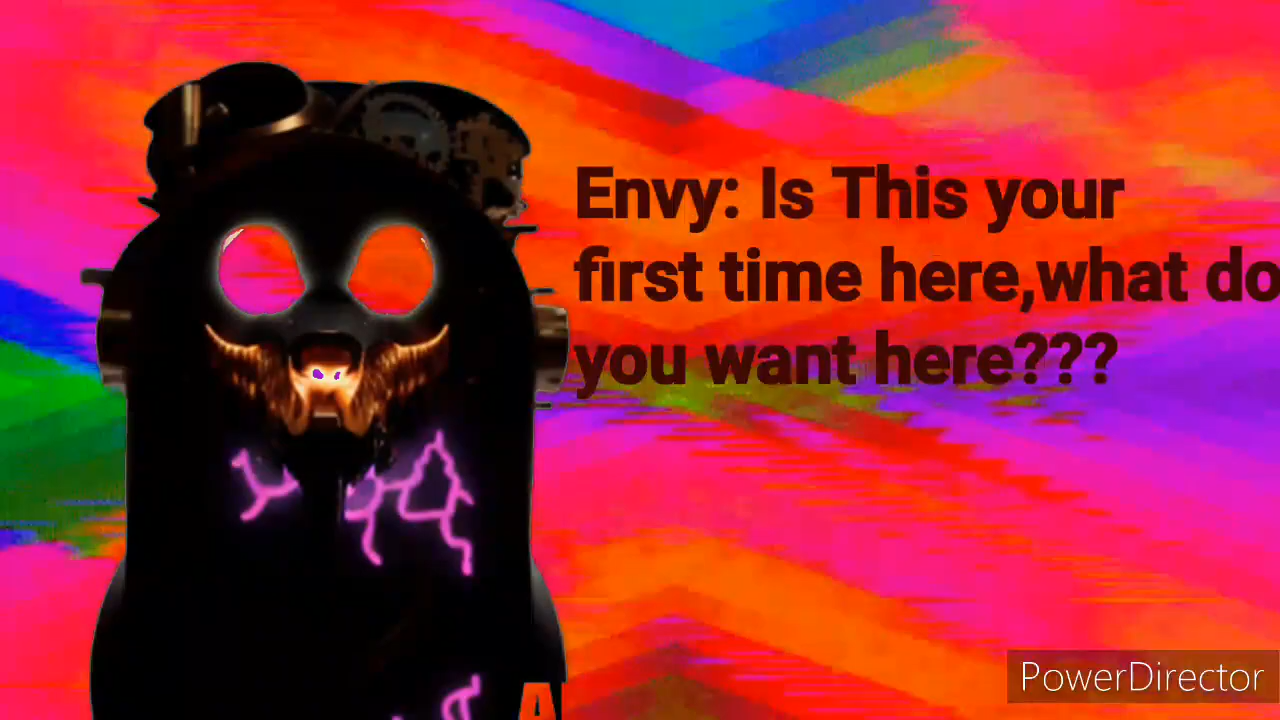 Envy: Is This your
first time here,what do
you want here???
A
PowerDirector